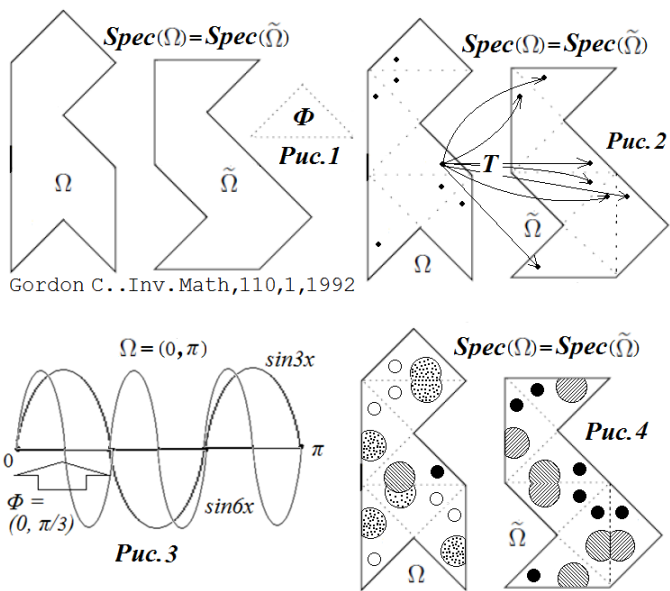 Spec(Ω)=Spec(Ω̃)
Ω
Ω̃
Φ
Рис.1
Gordon C..Inv.Math,110,1,1992
Spec(Ω)=Spec(Ω̃)
Рис.2
T
Ω̃
Ω
Ω=(0,π)
sin3x
0
π
Φ =
(0, π/3)
sin6x
Рис.3
Spec(Ω)=Spec(Ω̃)
Рис.4
Ω̃
Ω